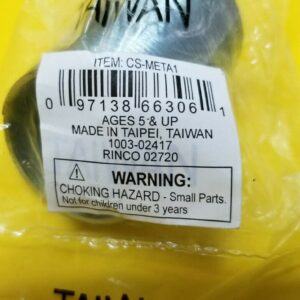 TAIWAN
ITEM: CS-META1
0 97138 66306 1
AGES 5 & UP
MADE IN TAIPEI, TAIWAN
1003-02417
RINCO 02720
WARNING:
CHOKING HAZARD - Small Parts.
Not for children under 3 years
TAIWAN